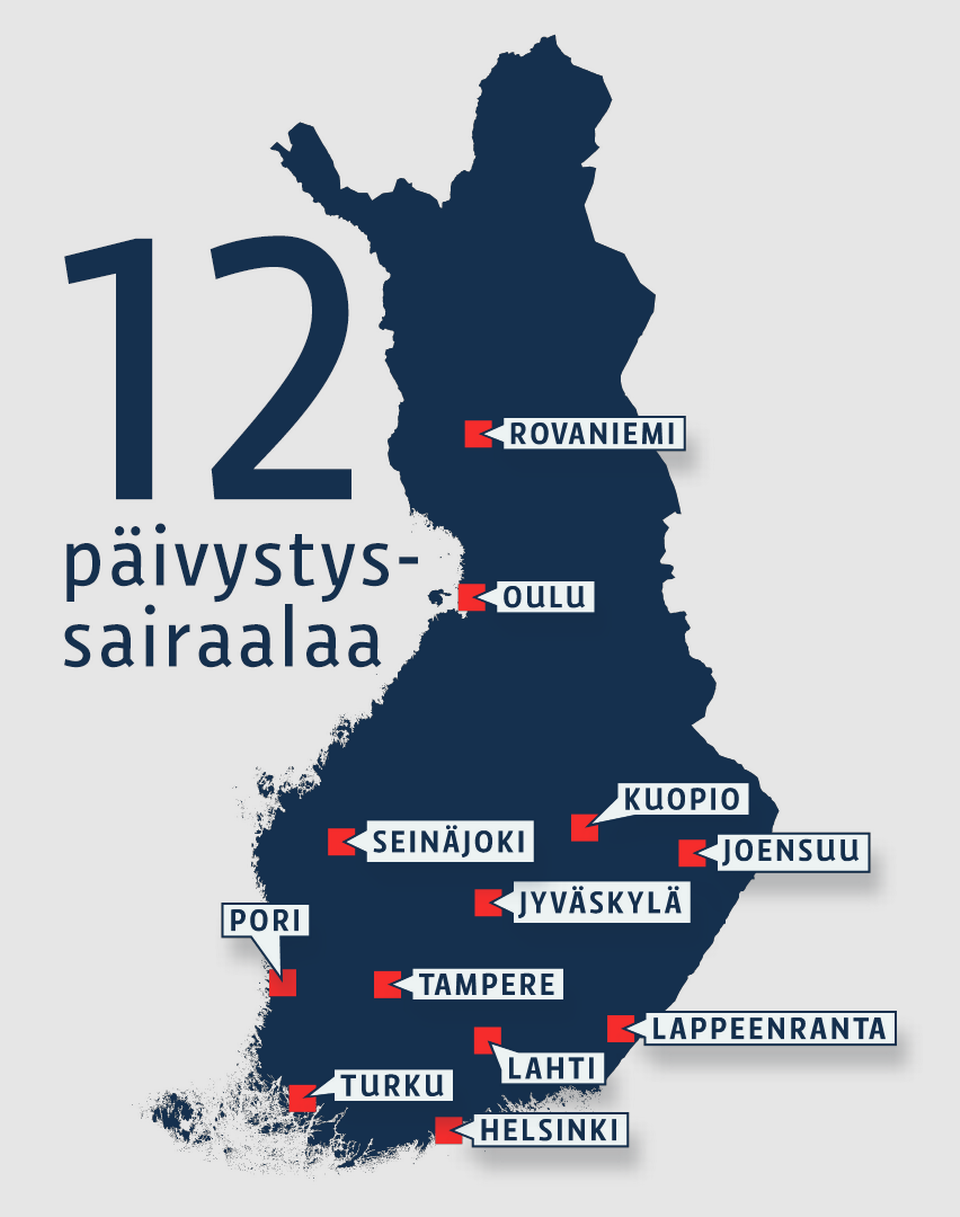 12
päivystys-
sairaalaa
ROVANIEMI
OULU
KUOPIO
SEINÄJOKI
JOENSUU
JYVÄSKYLÄ
PORI
TAMPERE
LAPPEENRANTA
LAHTI
TURKU
HELSINKI